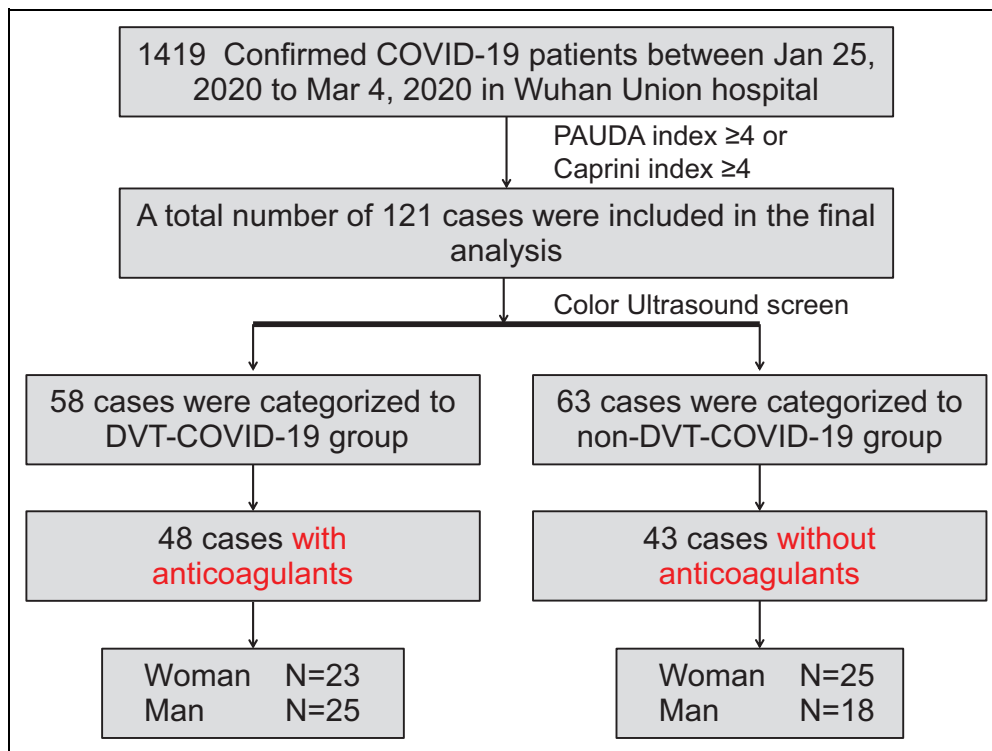 1419 Confirmed COVID-19 patients between Jan 25,
2020 to Mar 4, 2020 in Wuhan Union hospital
PAUDA index ≥4 or
Caprini index ≥4
A total number of 121 cases were included in the final
analysis
Color Ultrasound screen
58 cases were categorized to
DVT-COVID-19 group
63 cases were categorized to
non-DVT-COVID-19 group
48 cases with
anticoagulants
43 cases without
anticoagulants
Woman N=23
Man N=25
Woman N=25
Man N=18